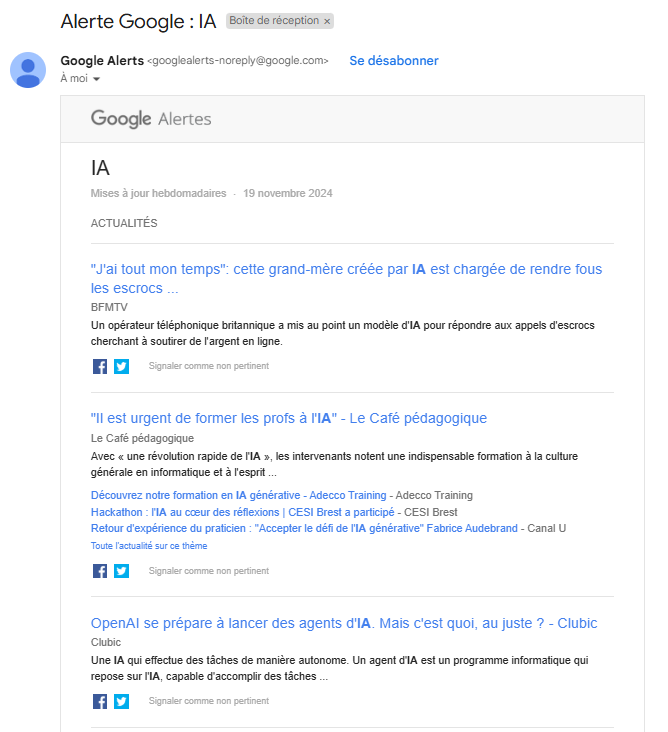 Alerte Google : IA Boîte de réception ×
Google Alerts <googlealerts-noreply@google.com> Se désabonner
À moi
Google Alertes
IA
Mises à jour hebdomadaires · 19 novembre 2024
ACTUALITÉS
"J'ai tout mon temps": cette grand-mère créée par IA est chargée de rendre fous
les escrocs ...
BFMTV
Un opérateur téléphonique britannique a mis au point un modèle d'IA pour répondre aux appels d'escrocs
cherchant à soutirer de l'argent en ligne.
Signaler comme non pertinent
"Il est urgent de former les profs à l'IA" - Le Café pédagogique
Le Café pédagogique
Avec « une révolution rapide de l'IA », les intervenants notent une indispensable formation à la culture
générale en informatique et à l'esprit ...
Découvrez notre formation en IA générative - Adecco Training - Adecco Training
Hackathon : l'IA au cœur des réflexions | CESI Brest a participé - CESI Brest
Retour d'expérience du praticien : "Accepter le défi de l'IA générative" Fabrice Audebrand - Canal U
Toute l'actualité sur ce thème
Signaler comme non pertinent
OpenAI se prépare à lancer des agents d'IA. Mais c'est quoi, au juste ? - Clubic
Clubic
Une IA qui effectue des tâches de manière autonome. Un agent d'IA est un programme informatique qui
repose sur l'IA, capable d'accomplir des tâches ...
Signaler comme non pertinent